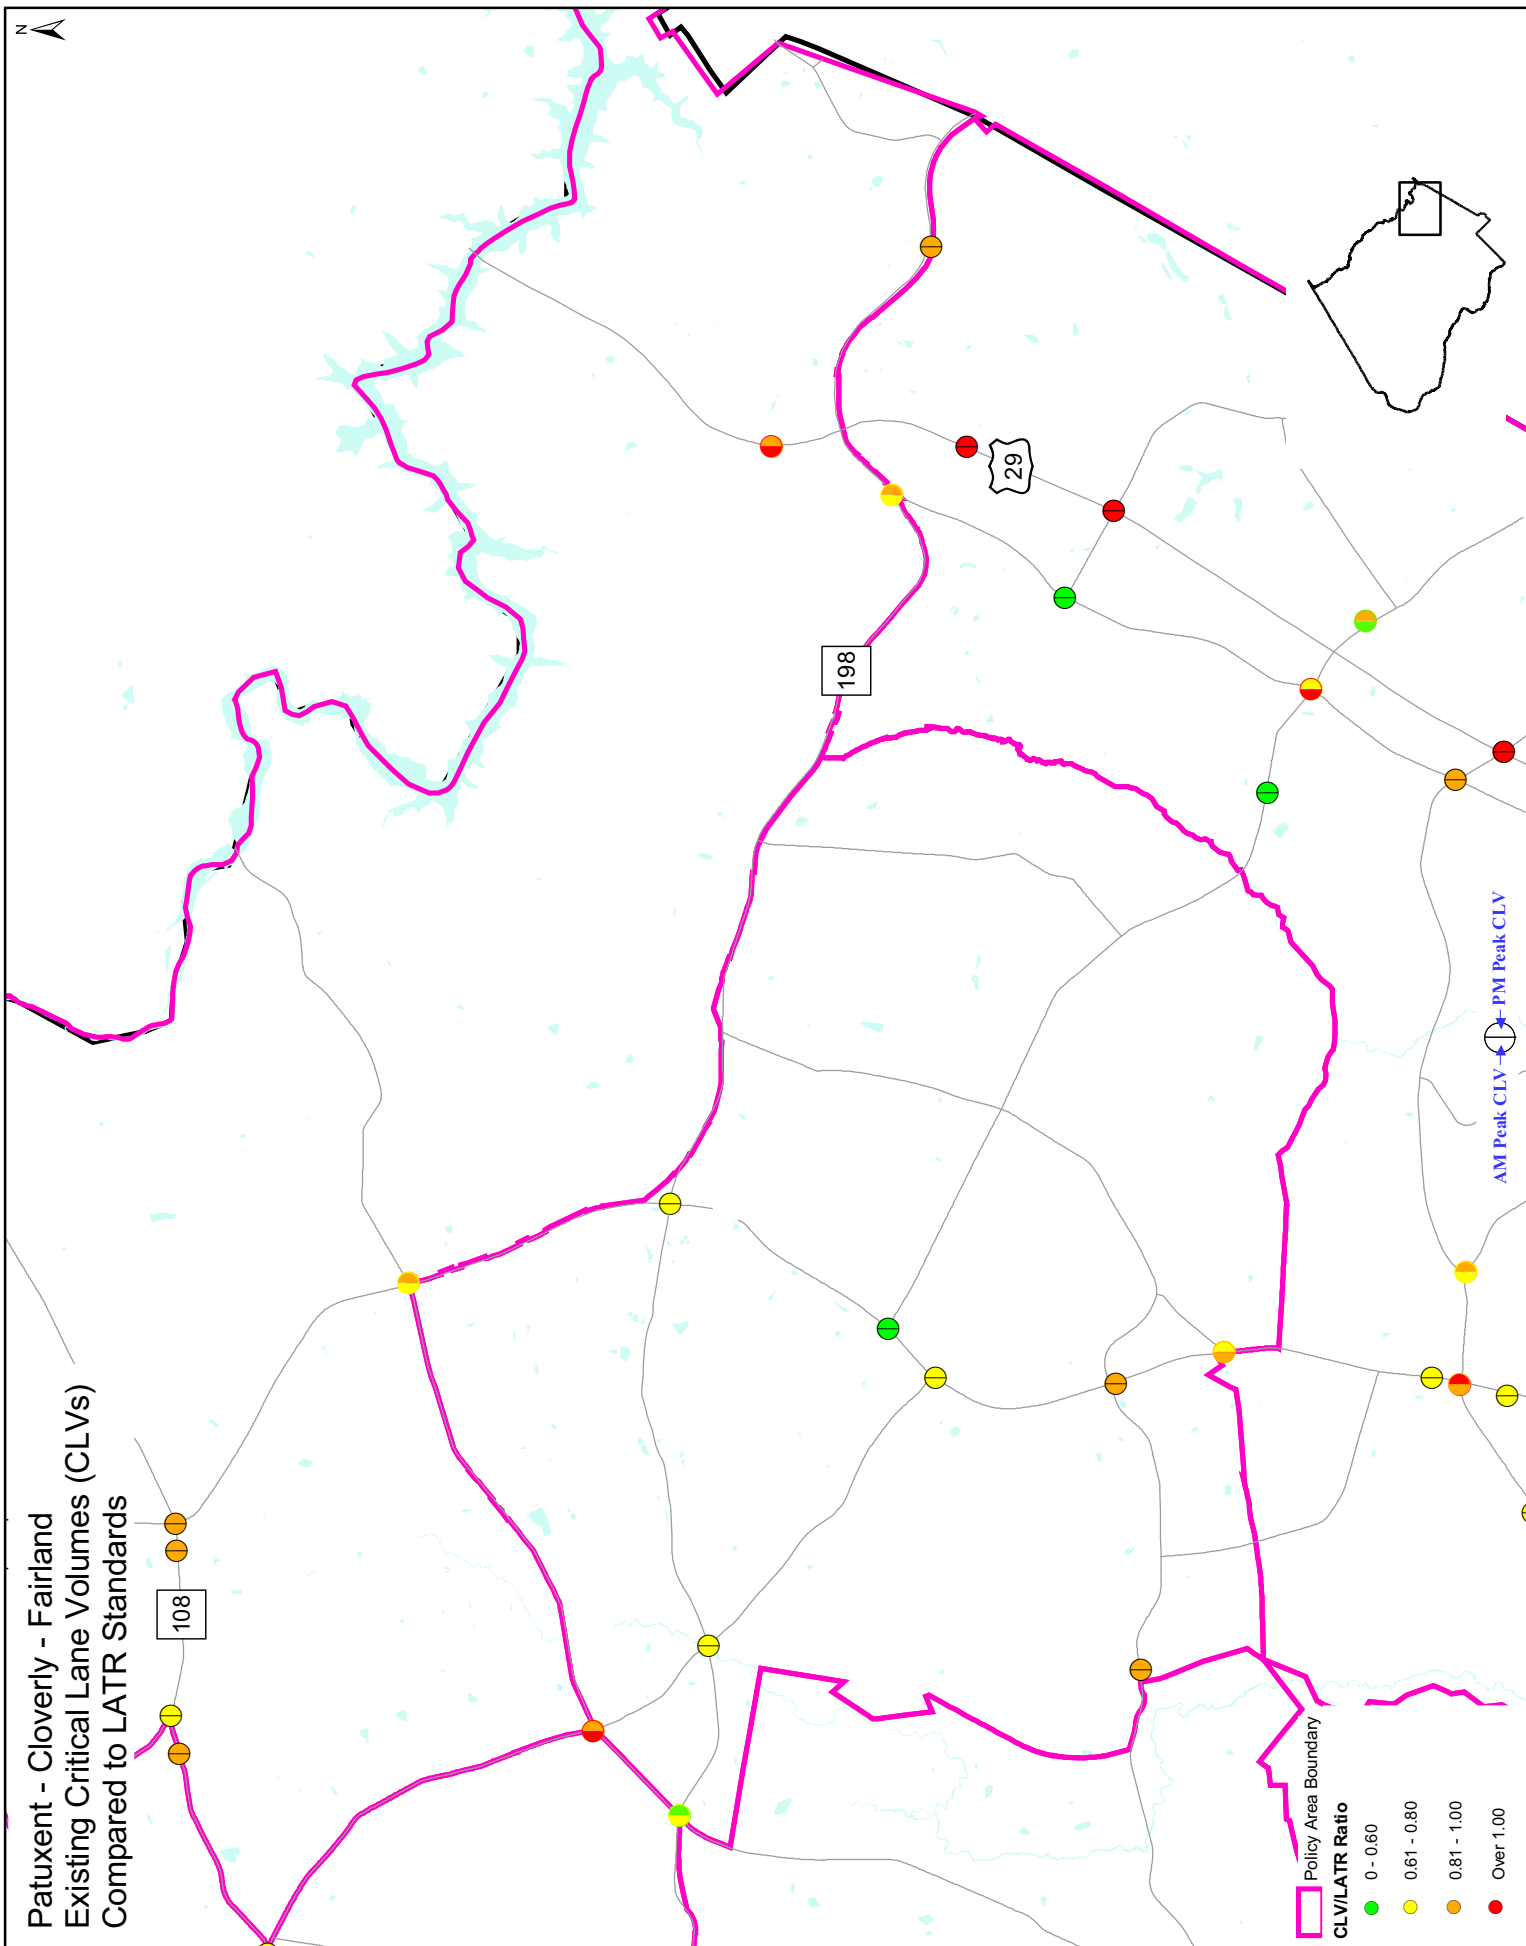 Patuxent - Cloverly - Fairland
Existing Critical Lane Volumes (CLVs)
Compared to LATR Standards
N
108
198
29
Policy Area Boundary
CLV/LATR Ratio
0 - 0.60
0.61 - 0.80
0.81 - 1.00
Over 1.00
AM Peak CLV
PM Peak CLV